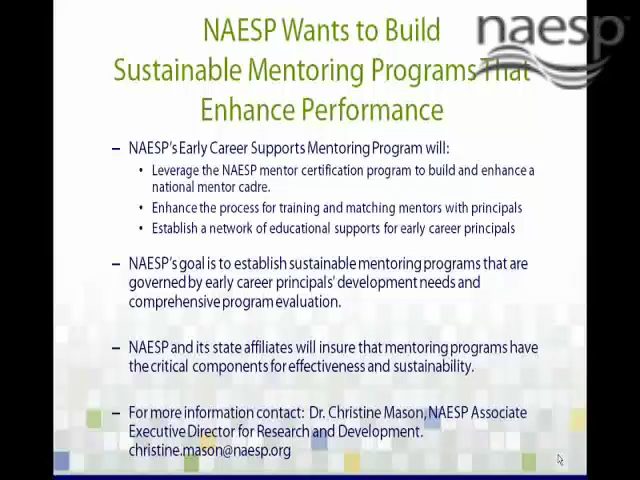 NAESP Wants to Build
Sustainable Mentoring Programs That
Enhance Performance
naesp
– NAESP's Early Career Supports Mentoring Program will:
• Leverage the NAESP mentor certification program to build and enhance a
national mentor cadre.
• Enhance the process for training and matching mentors with principals
• Establish a network of educational supports for early career principals
– NAESP's goal is to establish sustainable mentoring programs that are
governed by early career principals' development needs and
comprehensive program evaluation.
– NAESP and its state affiliates will insure that mentoring programs have
the critical components for effectiveness and sustainability.
– For more information contact: Dr. Christine Mason, NAESP Associate
Executive Director for Research and Development.
christine.mason@naesp.org